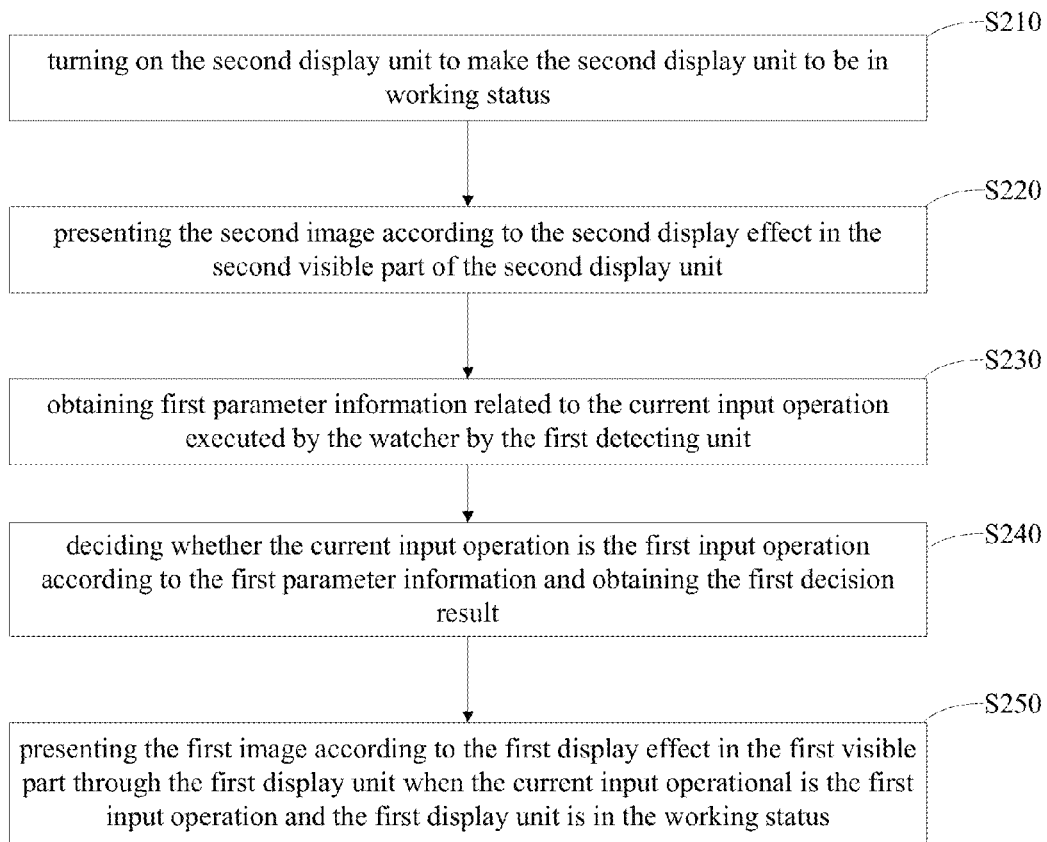 S210
turning on the second display unit to make the second display unit to be in
working status
S220
presenting the second image according to the second display effect in the
second visible part of the second display unit
S230
obtaining first parameter information related to the current input operation
executed by the watcher by the first detecting unit
S240
deciding whether the current input operation is the first input operation
according to the first parameter information and obtaining the first decision
result
S250
presenting the first image according to the first display effect in the first visible
part through the first display unit when the current input operational is the first
input operation and the first display unit is in the working status